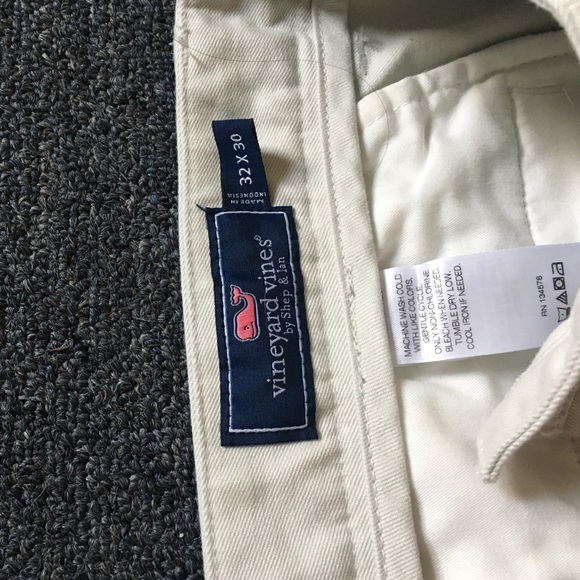 32 X 30
MADE IN
INDONESIA
vineyard vines®
by Shep & Ian
MACHINE WASH COLD
WITH LIKE COLORS.
GENTLE CYCLE.
ONLY NON-CHLORINE
BLEACH WHEN NEEDED.
TUMBLE DRY LOW.
COOL IRON IF NEEDED.
RN 134676